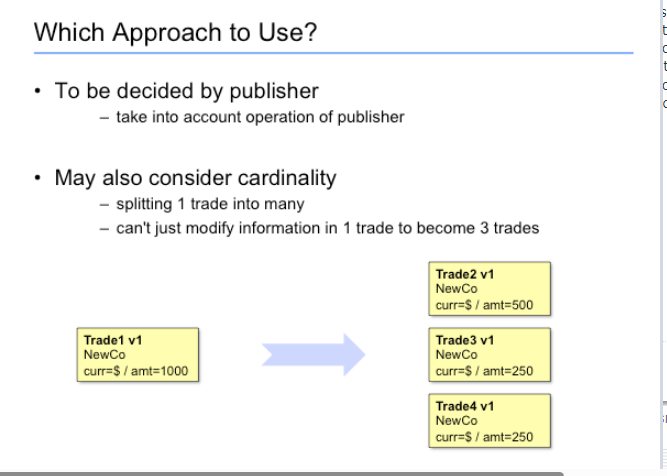 Which Approach to Use?
• To be decided by publisher
– take into account operation of publisher
• May also consider cardinality
– splitting 1 trade into many
– can't just modify information in 1 trade to become 3 trades
Trade1 v1
NewCo
curr=$ / amt=1000
Trade2 v1
NewCo
curr=$ / amt=500
Trade3 v1
NewCo
curr=$ / amt=250
Trade4 v1
NewCo
curr=$ / amt=250